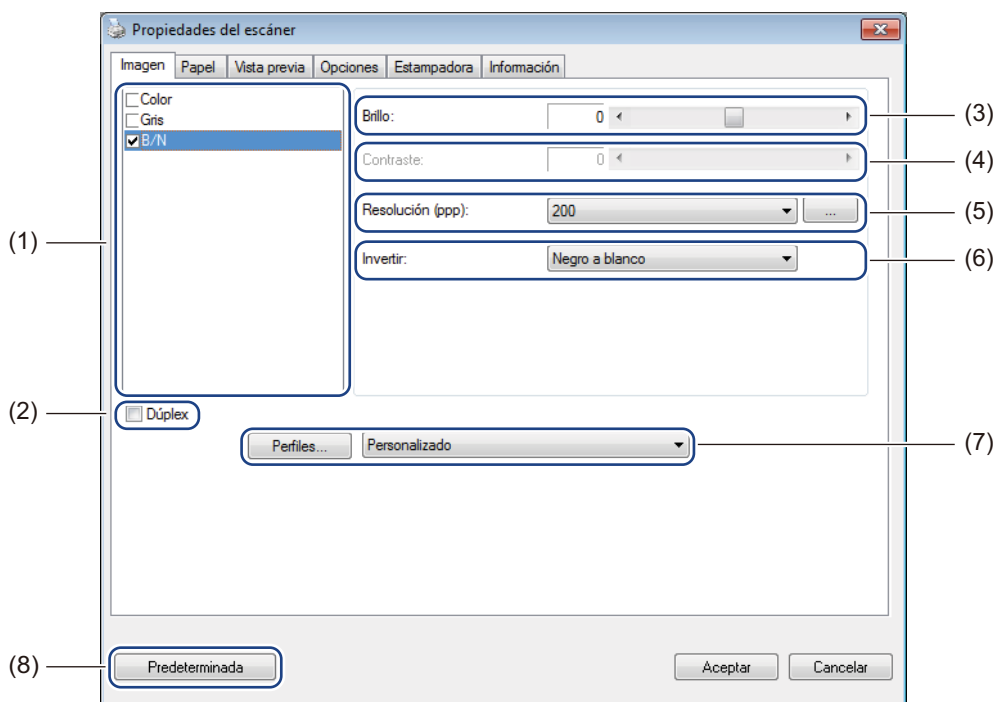 Propiedades del escáner
Imagen Papel Vista previa Opciones Estampadora Información
Color
Gris
B/N
Brillo: 0
(3)
Contraste: 0
(4)
Resolución (ppp): 200 ...
(5)
(1)
Invertir: Negro a blanco
(6)
(2)
Dúplex
Perfiles... Personalizado
(7)
(8)
Predeterminada
Aceptar Cancelar